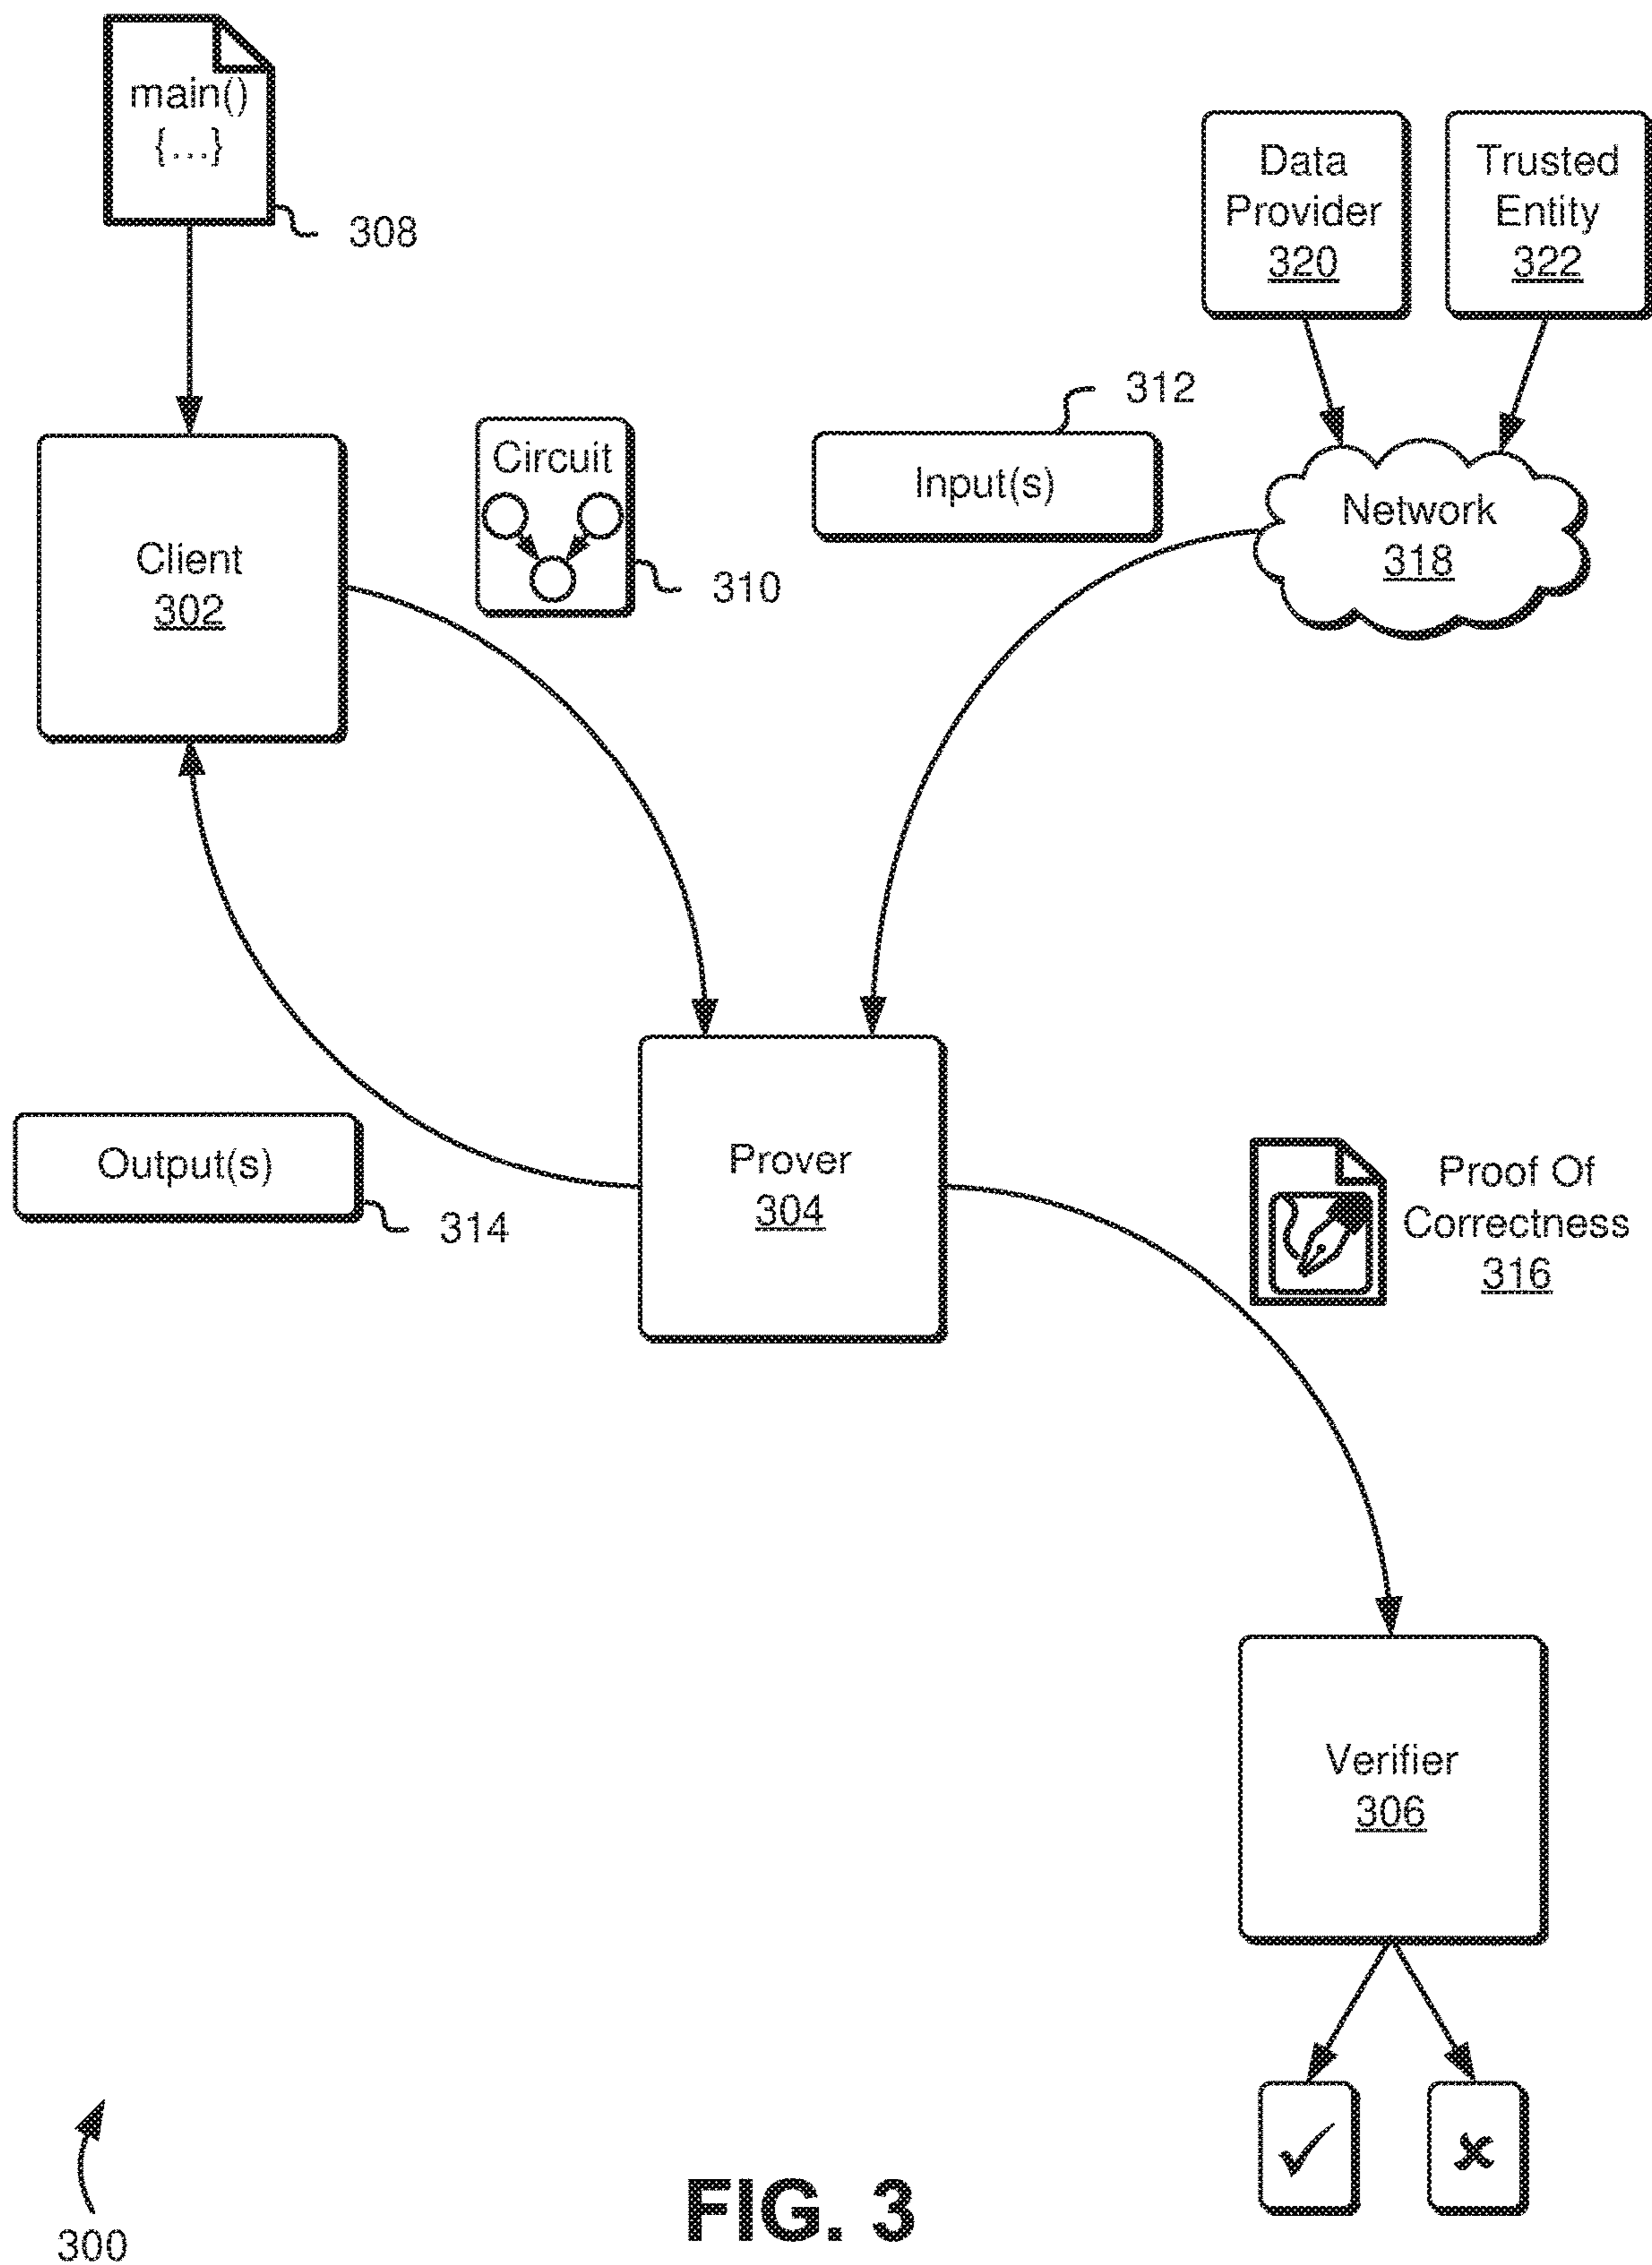 main()
{...}
308
Data
Provider
320
Trusted
Entity
322
312
Circuit
310
Input(s)
Network
318
Client
302
Output(s)
314
Prover
304
Proof Of
Correctness
316
Verifier
306
300
FIG. 3